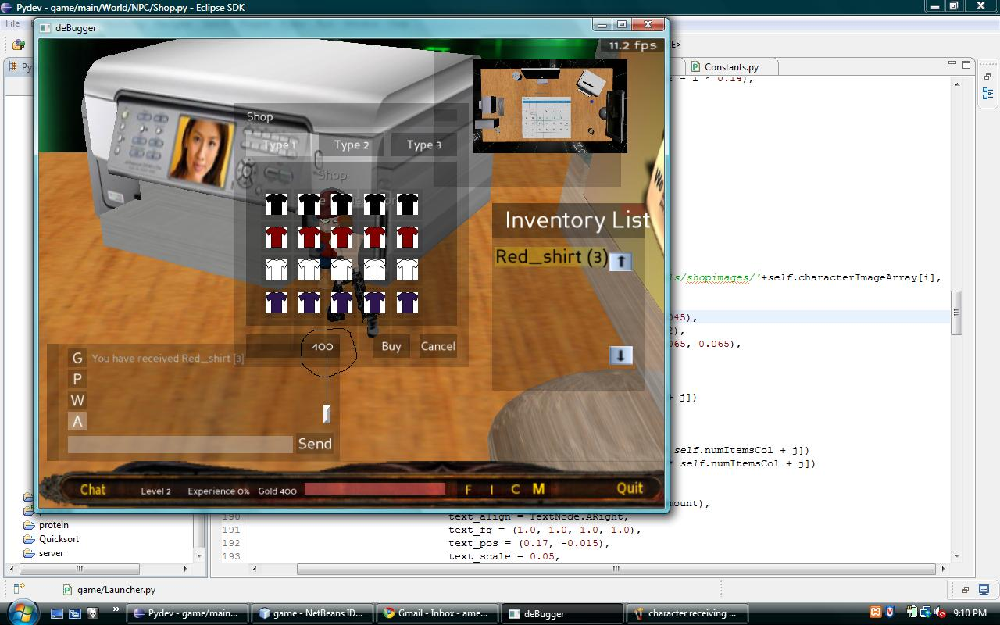 Pydev - game/main/World/NPC/Shop.py - Eclipse SDK
File
deBugger
11.2 fps
Constants.py
Shop
Type 1 Type 2 Type 3
Shop
Inventory List
Red_shirt (3)
ls/shopimages/'+self.characterImageArray[i],
045),
065, 0.065),
400 Buy Cancel
G You have received Red_shirt [3]
P
W
A
+ j])
Send
self.numItemsCol + j])
self.numItemsCol + j])
Chat Level 2 Experience 0% Gold 400 F I C M Quit
mount),
190 text_align = TextNode.ARight,
191 text_fg = (1.0, 1.0, 1.0, 1.0),
192 text_pos = (0.17, -0.015),
193 text_scale = 0.05,
protein
Quicksort
server
game/Launcher.py
Pydev - game/main... game - NetBeans ID... Gmail - Inbox - ame... deBugger character receiving ... 9:10 PM